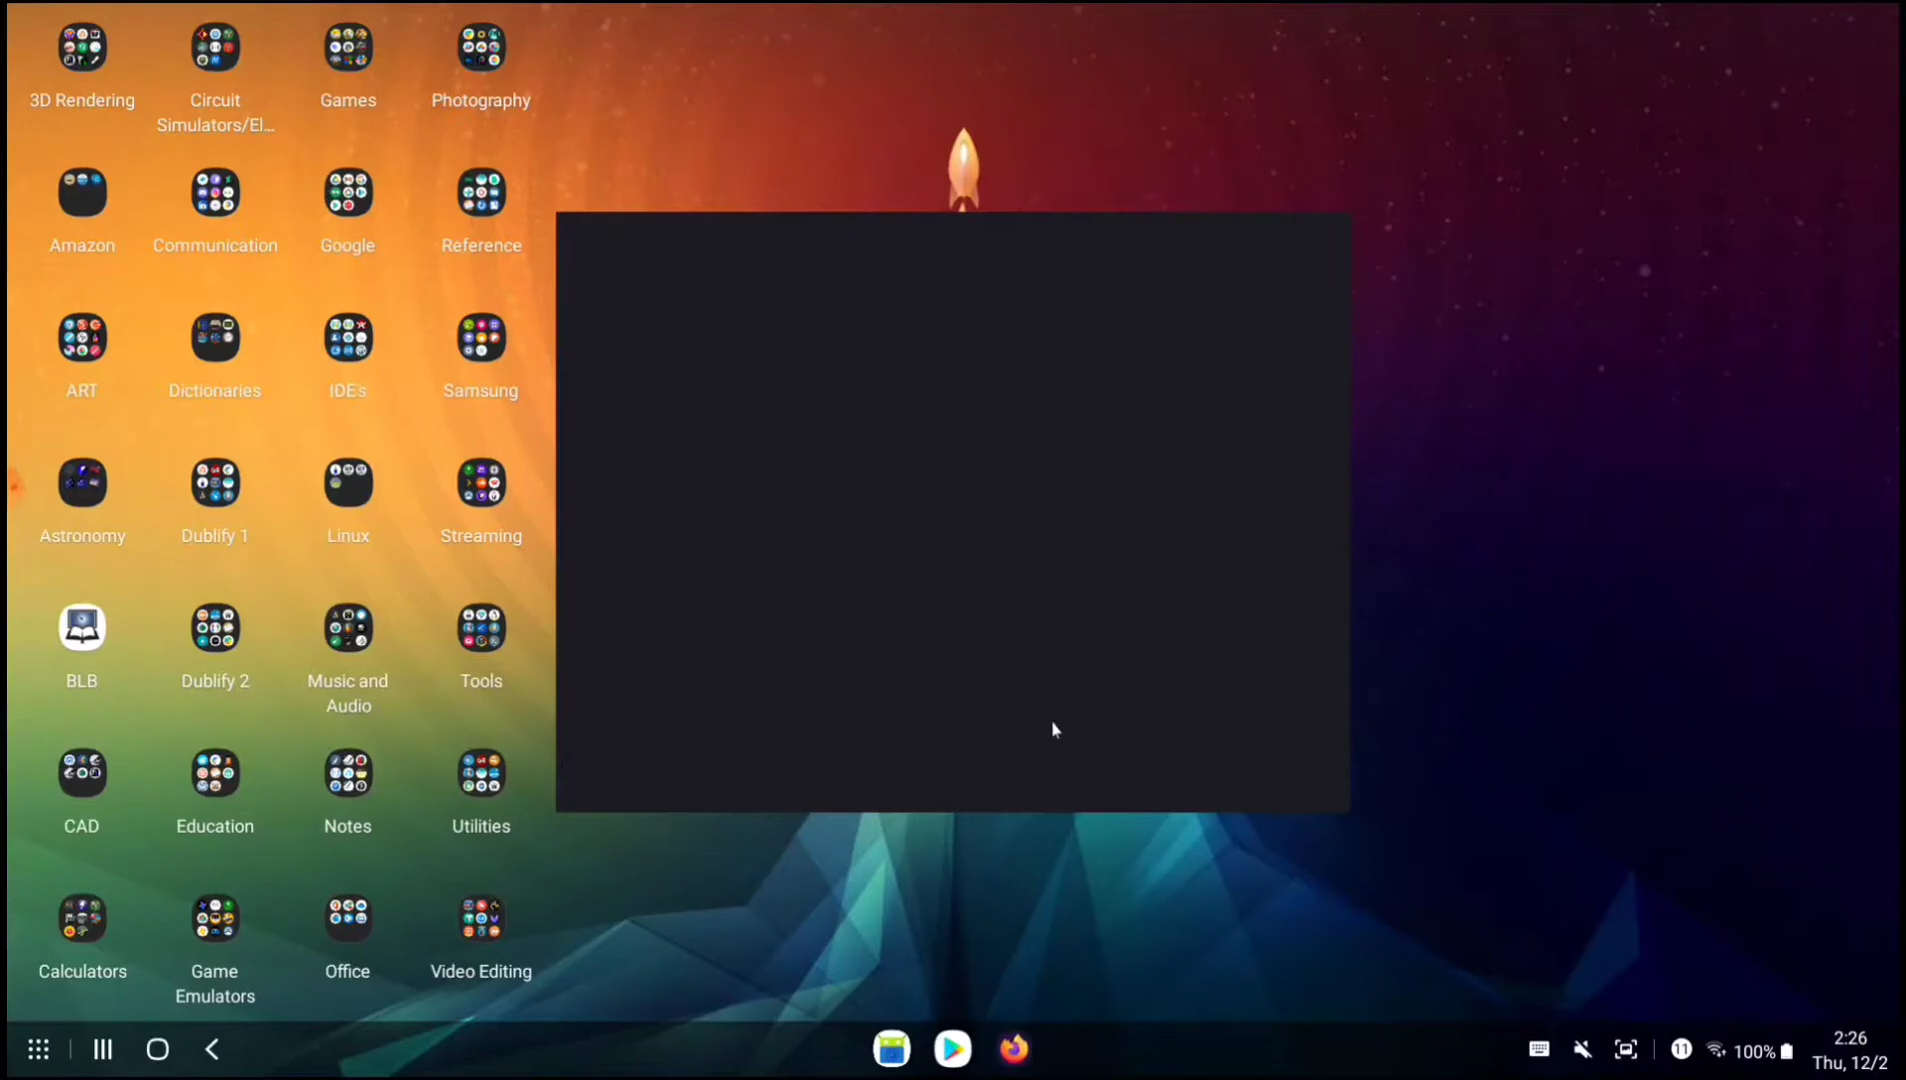 3D Rendering
Circuit
Simulators/El...
Games
Photography
Amazon
Communication
Google
Reference
ART
Dictionaries
IDE's
Samsung
Astronomy
Dublify 1
Linux
Streaming
BLB
Dublify 2
Music and
Audio
Tools
CAD
Education
Notes
Utilities
Calculators
Game
Emulators
Office
Video Editing
11
100%
2:26
Thu, 12/2